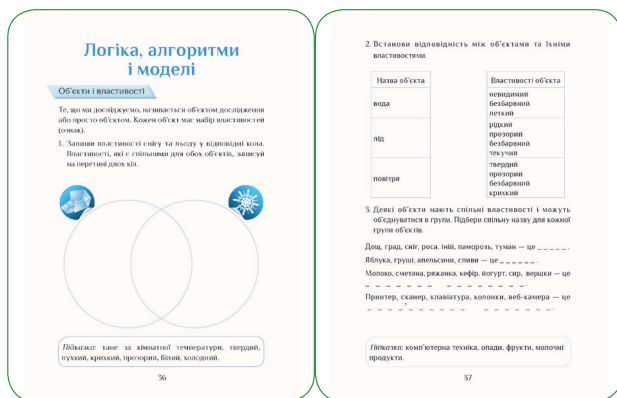 Логіка, алгоритми
і моделі
Об'єкти і властивості
Те, що ми досліджуємо, називається об'єктом дослідження
або просто об'єктом. Кожен об'єкт має набір властивостей
(ознак).
1. Запиши властивості снігу та льоду у відповідні кола.
Властивості, які є спільними для обох об'єктів, записуй
на перетині двох кіл.
Підказка: тане за кімнатної температури, твердий,
пухкий, крихкий, прозорий, білий, холодний.
36
2. Встанови відповідність між об'єктами та їхніми
властивостями.
Назва об'єкта
вода
лід
повітря
Властивості об'єкта
невидимий
безбарвний
леткий
рідкий
прозорий
безбарвний
текучий
твердий
прозорий
безбарвний
крихкий
3. Деякі об'єкти мають спільні властивості і можуть
об'єднуватися в групи. Підбери спільну назву для кожної
групи об'єктів.
Дощ, град, сніг, роса, іній, паморозь, туман — це _ _ _ _ _.
Яблука, груші, апельсини, сливи — це _ _ _ _ _ _.
Молоко, сметана, ряжанка, кефір, йогурт, сир, вершки — це
_ _ _ _ _ _ _ _ _ _ _ _ _ _ _.
Принтер, сканер, клавіатура, колонки, веб-камера — це
_ _ _ _ ' _ _ _ _ _ _ _ _ _ _ _ _ _.
Підказка: комп'ютерна техніка, опади, фрукти, молочні
продукти.
37